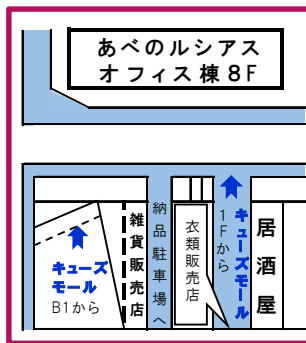 あべのルシアス
オフィス棟8F
キューズ
モール
B1から
雑貨販売店
納品駐車場へ
衣類販売店
1Fから
キューズモール
居酒屋